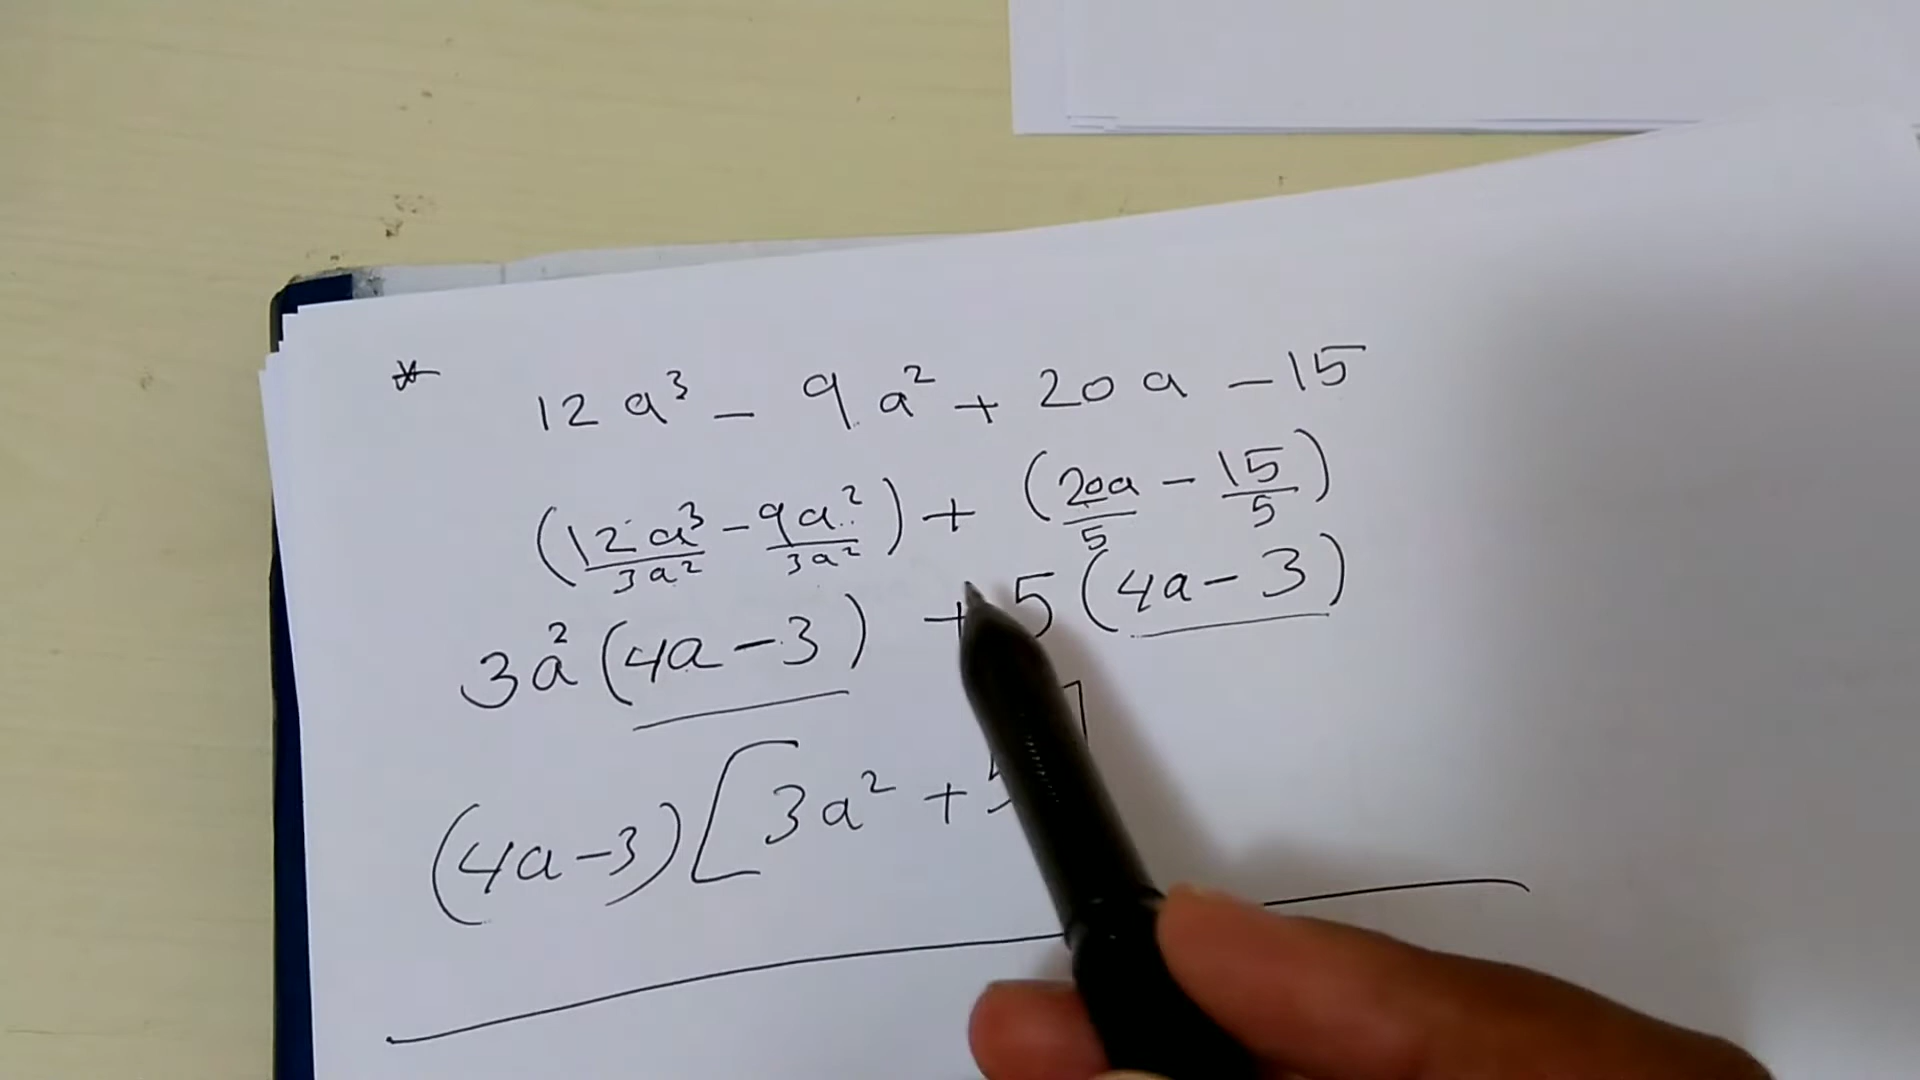 * 12a³ - 9a² + 20a - 15
(12a³/3a² - 9a²/3a²) + (20a/5 - 15/5)
3a²(4a - 3) + 5(4a - 3)
(4a - 3)[3a² + 5]